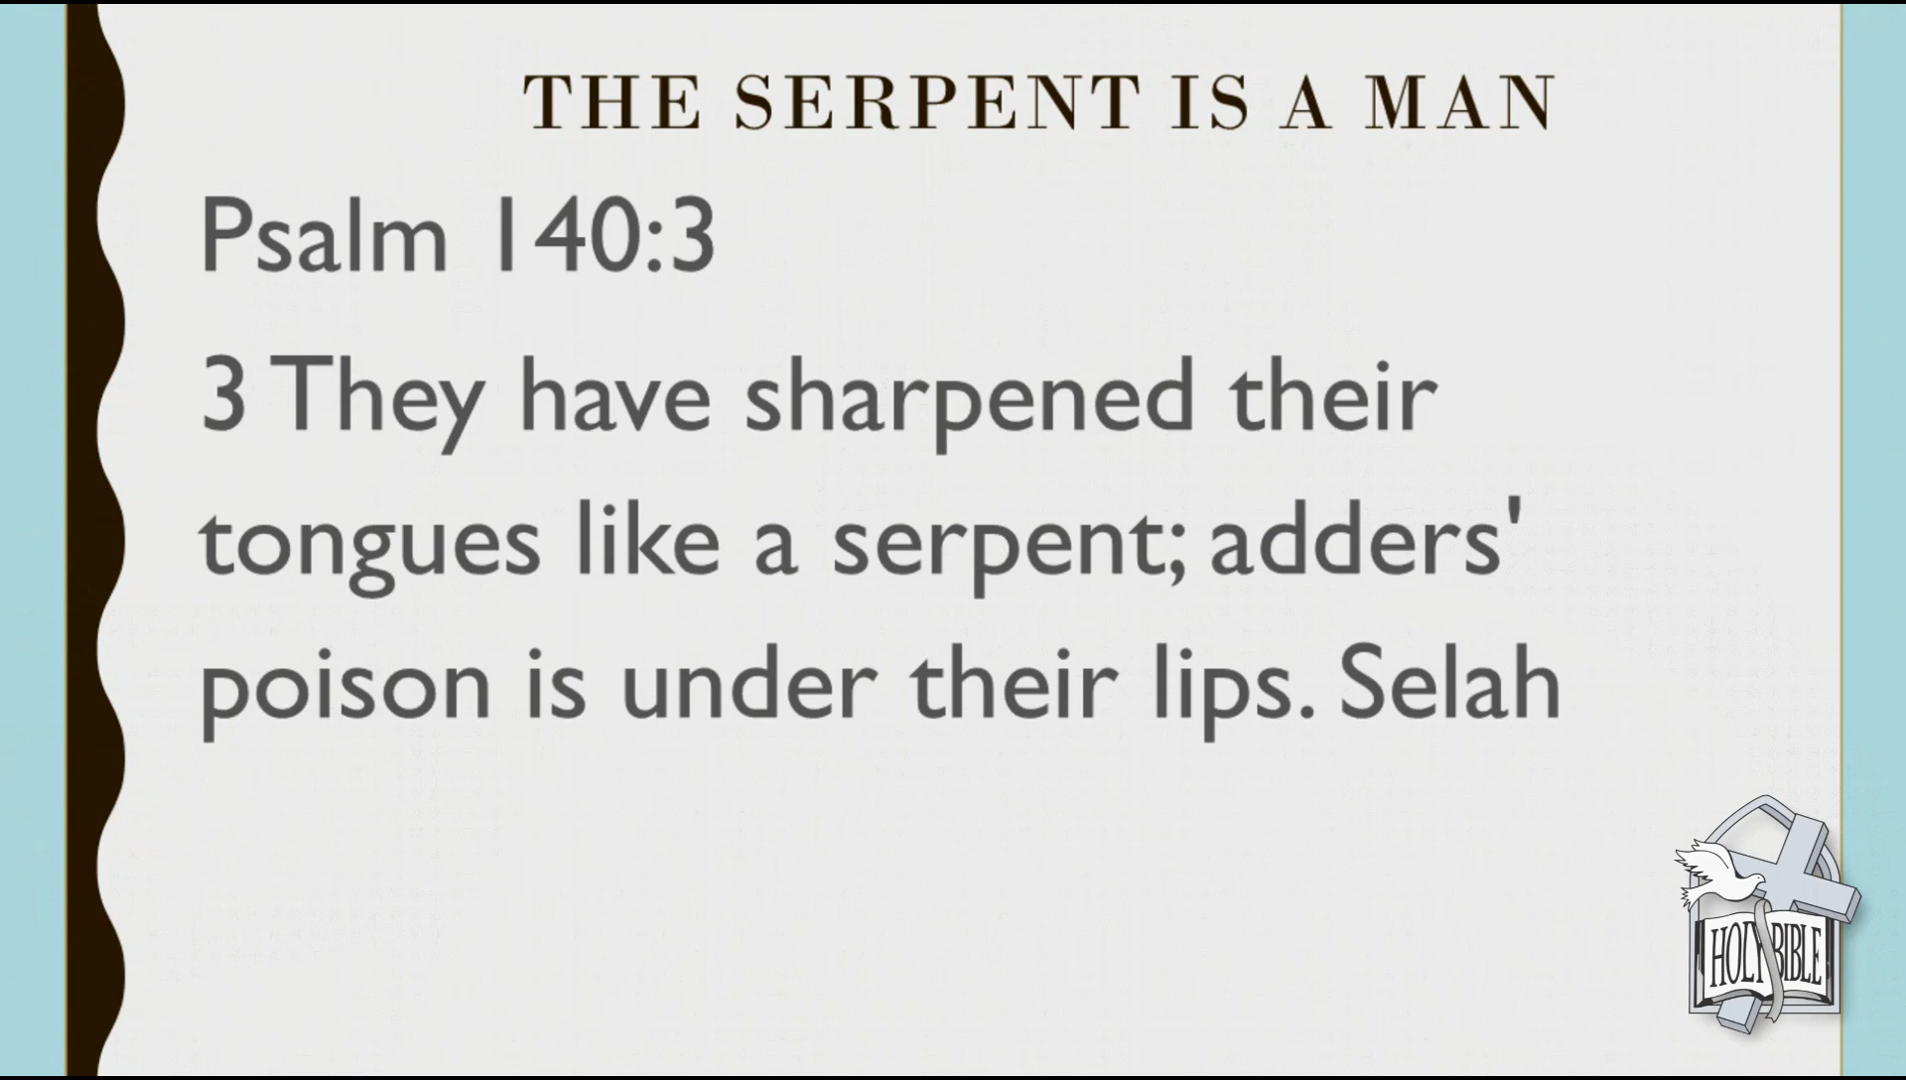 THE SERPENT IS A MAN
Psalm 140:3
3 They have sharpened their
tongues like a serpent; adders'
poison is under their lips. Selah
HOLY BIBLE